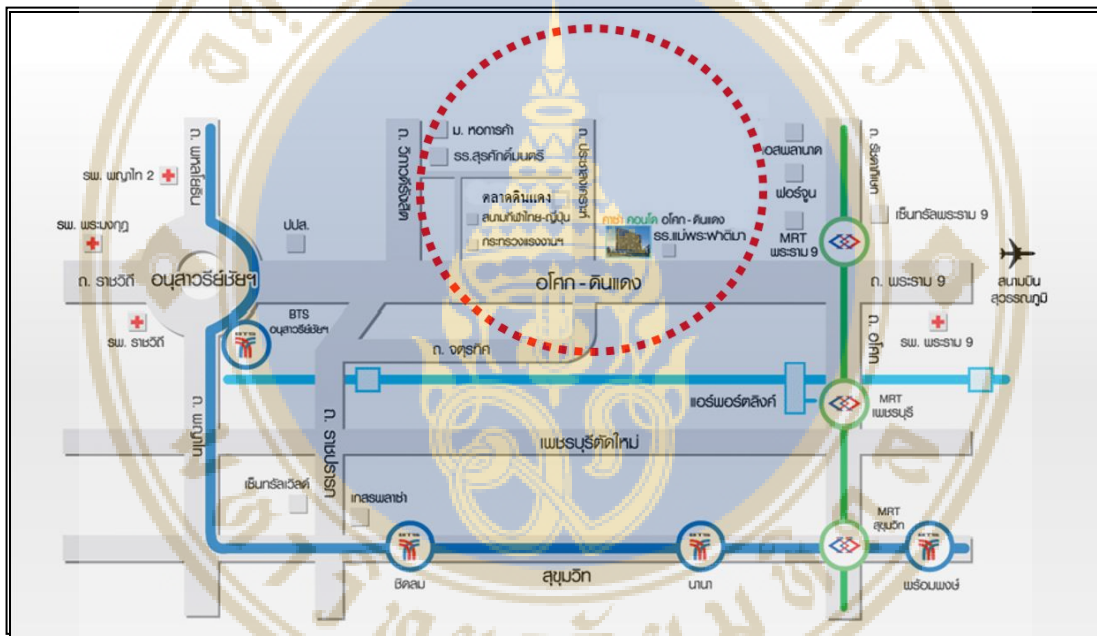 ถ. พหลโยธิน
ถ. วิภาวดีรังสิต
ม. หอการค้า
รร.สุรศักดิ์มนตรี
ถ. ประชาสงเคราะห์
เอสพลานาด
ถ. รัชดาภิเษก
รพ. พญาไท 2
ฟอร์จูน
ตลาดดินแดง
สนามกีฬาไทย-ญี่ปุ่น
กระทรวงแรงงานฯ
คาซ่า คอนโด อโศก - ดินแดง
รร.แม่พระฟาติมา
MRT
พระราม 9
เซ็นทรัลพระราม 9
รพ. พระมงกุฎ
ปปส.
ถ. ราชวิถี
อนุสาวรีย์ชัยฯ
อโศก - ดินแดง
ถ. พระราม 9
สนามบิน
สุวรรณภูมิ
BTS
อนุสาวรีย์ชัยฯ
BTS
รพ. ราชวิถี
ถ. จตุรทิศ
ถ. อโศก
รพ. พระราม 9
แอร์พอร์ตลิงค์
MRT
เพชรบุรี
ถ. พญาไท
ถ. ราชปรารภ
เพชรบุรีตัดใหม่
เซ็นทรัลเวิลด์
เกสรพลาซ่า
MRT
สุขุมวิท
BTS
BTS
BTS
ชิดลม
สุขุมวิท
นานา
พร้อมพงษ์